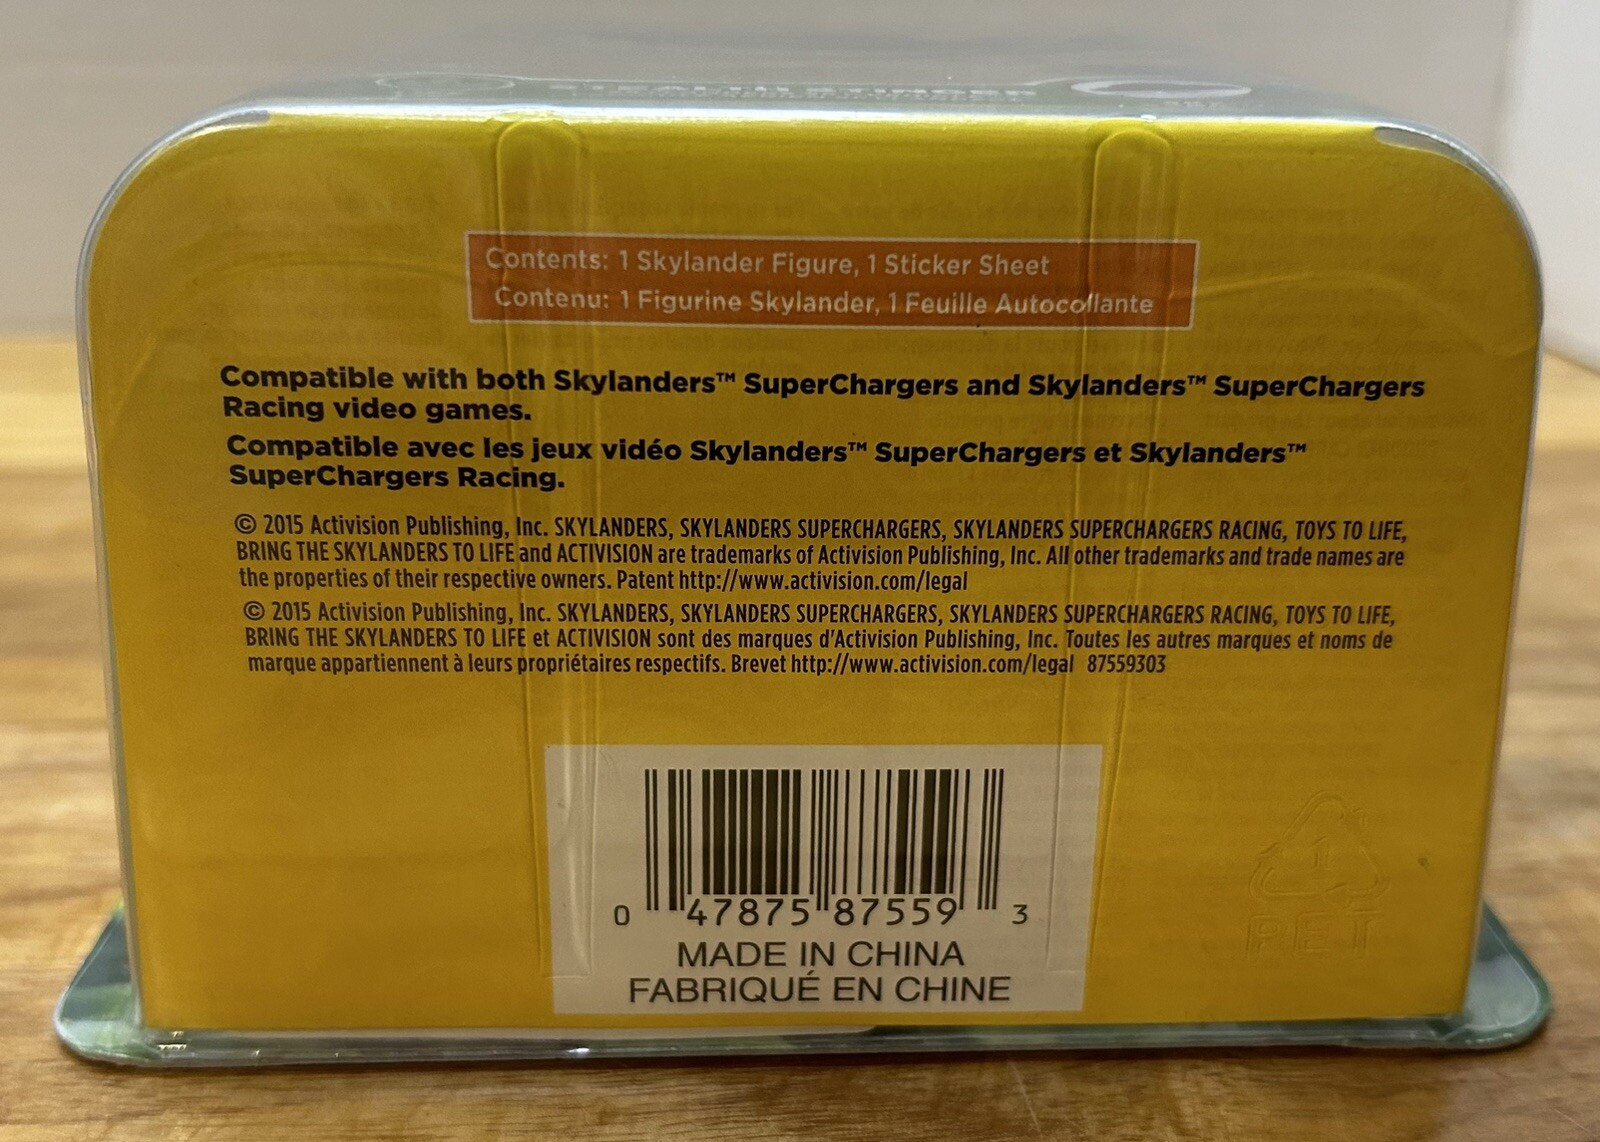 Contents: 1 Skylander Figure, 1 Sticker Sheet
Contenu: 1 Figurine Skylander, 1 Feuille Autocollante
Compatible with both Skylanders™ SuperChargers and Skylanders™ SuperChargers
Racing video games.
Compatible avec les jeux vidéo Skylanders™ SuperChargers et Skylanders™
SuperChargers Racing.
© 2015 Activision Publishing, Inc. SKYLANDERS, SKYLANDERS SUPERCHARGERS, SKYLANDERS SUPERCHARGERS RACING, TOYS TO LIFE,
BRING THE SKYLANDERS TO LIFE and ACTIVISION are trademarks of Activision Publishing, Inc. All other trademarks and trade names are
the properties of their respective owners. Patent http://www.activision.com/legal
© 2015 Activision Publishing, Inc. SKYLANDERS, SKYLANDERS SUPERCHARGERS, SKYLANDERS SUPERCHARGERS RACING, TOYS TO LIFE,
BRING THE SKYLANDERS TO LIFE et ACTIVISION sont des marques d'Activision Publishing, Inc. Toutes les autres marques et noms de
marque appartiennent à leurs propriétaires respectifs. Brevet http://www.activision.com/legal 87559303
0 47875 87559 3
MADE IN CHINA
FABRIQUÉ EN CHINE
1
PET